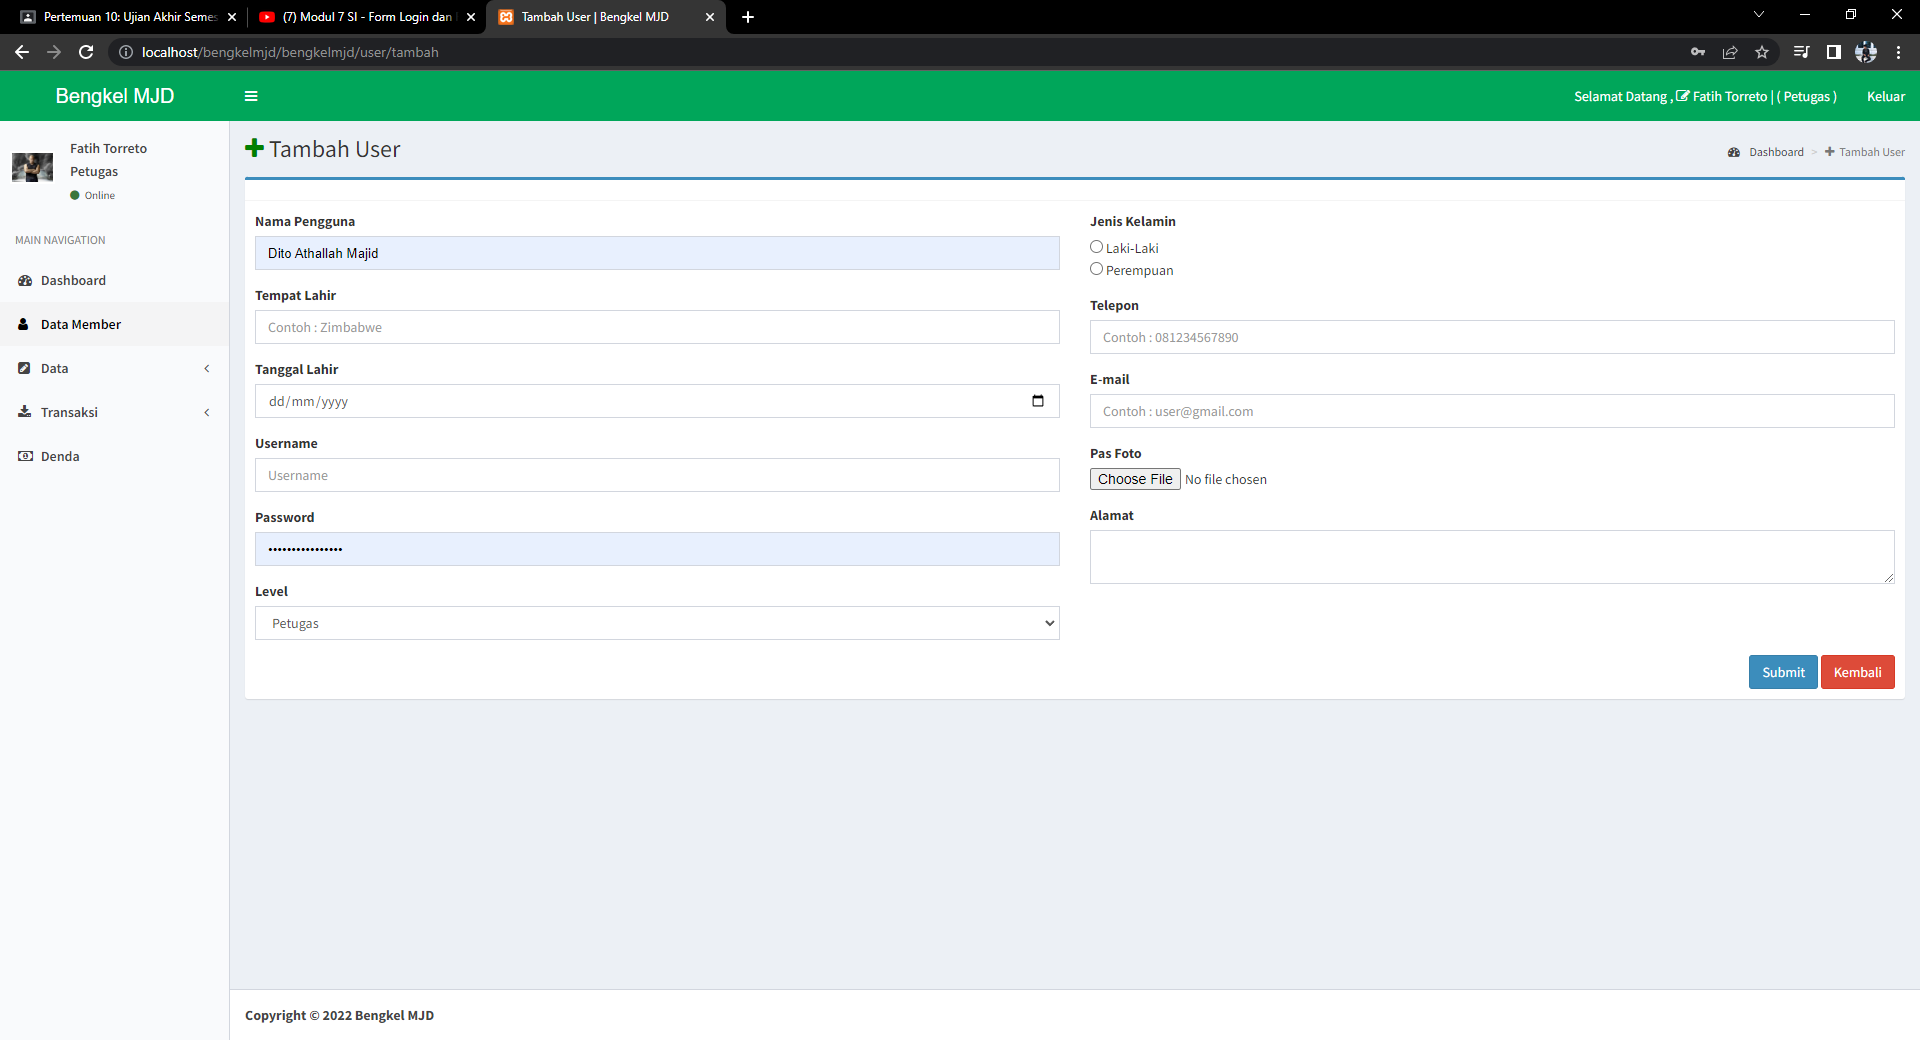 Pertemuan 10: Ujian Akhir Semes
(7) Modul 7 SI - Form Login dan
Tambah User | Bengkel MJD
localhost/bengkelmjd/bengkelmjd/user/tambah
Bengkel MJD
Selamat Datang , Fatih Torreto | ( Petugas )
Keluar
Fatih Torreto
Petugas
Online
MAIN NAVIGATION
Dashboard
Data Member
Data
Transaksi
Denda
Tambah User
Dashboard > Tambah User
Nama Pengguna
Dito Athallah Majid
Tempat Lahir
Contoh : Zimbabwe
Tanggal Lahir
dd/mm/yyyy
Username
Username
Password
••••••••••••••••
Level
Petugas
Jenis Kelamin
Laki-Laki
Perempuan
Telepon
Contoh : 081234567890
E-mail
Contoh : user@gmail.com
Pas Foto
Choose File No file chosen
Alamat
Submit
Kembali
Copyright © 2022 Bengkel MJD